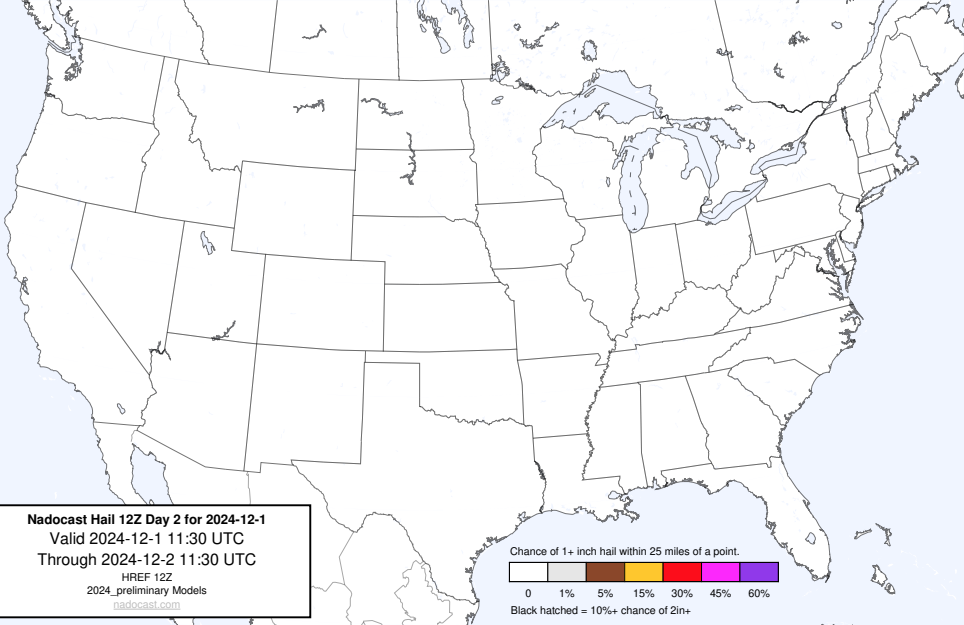 Nadocast Hail 12Z Day 2 for 2024-12-1
Valid 2024-12-1 11:30 UTC
Through 2024-12-2 11:30 UTC
HREF 12Z
2024_preliminary Models
nadocast.com
Chance of 1+ inch hail within 25 miles of a point.
0 1% 5% 15% 30% 45% 60%
Black hatched = 10%+ chance of 2in+